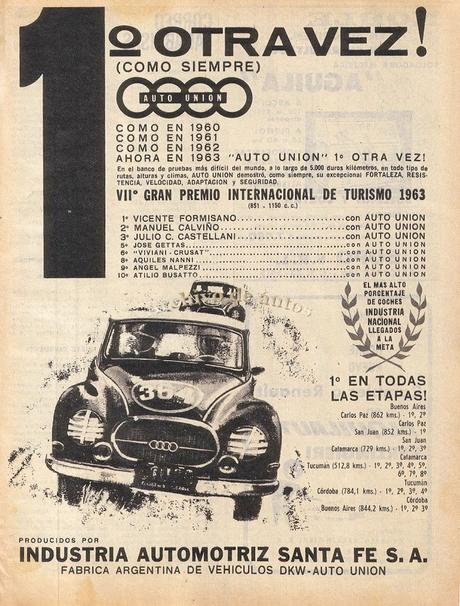 1º OTRA VEZ!
(COMO SIEMPRE)
AUTO UNION
COMO EN 1960
COMO EN 1961
COMO EN 1962
AHORA EN 1963 "AUTO UNION" 1º OTRA VEZ!
En el banco de pruebas más difícil del mundo, a lo largo de 5.000 duros kilómetros, en todo tipo de
rutas, alturas y climas, AUTO UNION demostró, como siempre, su excepcional FORTALEZA, RESIS-
TENCIA, VELOCIDAD, ADAPTACION y SEGURIDAD.
VIIº GRAN PREMIO INTERNACIONAL DE TURISMO 1963
(851 - 1150 c. c.)
1º VICENTE FORMISANO con AUTO UNION
2º MANUEL CALVIÑO con AUTO UNION
3º JULIO C. CASTELLANI con AUTO UNION
5º JOSE GETTAS con AUTO UNION
6º "VIVIANI-CRUSAT" con AUTO UNION
8º AQUILES NANNI con AUTO UNION
9º ANGEL MALPEZZI con AUTO UNION
10º ATILIO BUSATTO con AUTO UNION
archivo de autos
EL MAS ALTO
PORCENTAJE
DE COCHES
INDUSTRIA
NACIONAL
LLEGADOS
A LA
META
1º EN TODAS
LAS ETAPAS!
Buenos Aires
Carlos Paz (862 kms.) - 1º, 2º
Carlos Paz
San Juan (852 kms.) - 1º
San Juan
Catamarca (729 kms.) - 1º, 2º, 3º
Catamarca
Tucumán (512,8 kms.) - 1º, 2º, 3º, 4º, 5º
6º, 7º, 8º
Tucumán
Córdoba (784,1 kms.) - 1º, 2º, 3º, 4º
Córdoba
Buenos Aires (844,2 kms.) - 1º, 2º 3º
PRODUCIDOS POR
INDUSTRIA AUTOMOTRIZ SANTA FE S. A.
FABRICA ARGENTINA DE VEHICULOS DKW-AUTO UNION